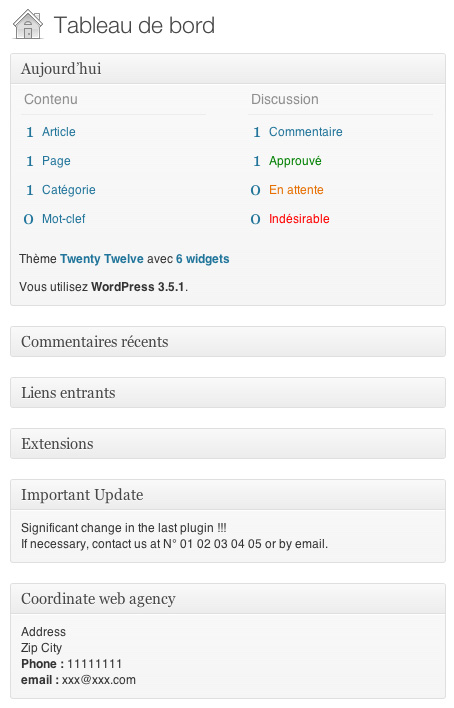 Tableau de bord
Aujourd'hui
Contenu
Discussion
1 Article
1 Commentaire
1 Page
1 Approuvé
1 Catégorie
0 En attente
0 Mot-clef
0 Indésirable
Thème Twenty Twelve avec 6 widgets
Vous utilisez WordPress 3.5.1.
Commentaires récents
Liens entrants
Extensions
Important Update
Significant change in the last plugin !!!
If necessary, contact us at N° 01 02 03 04 05 or by email.
Coordinate web agency
Address
Zip City
Phone : 11111111
email : xxx@xxx.com